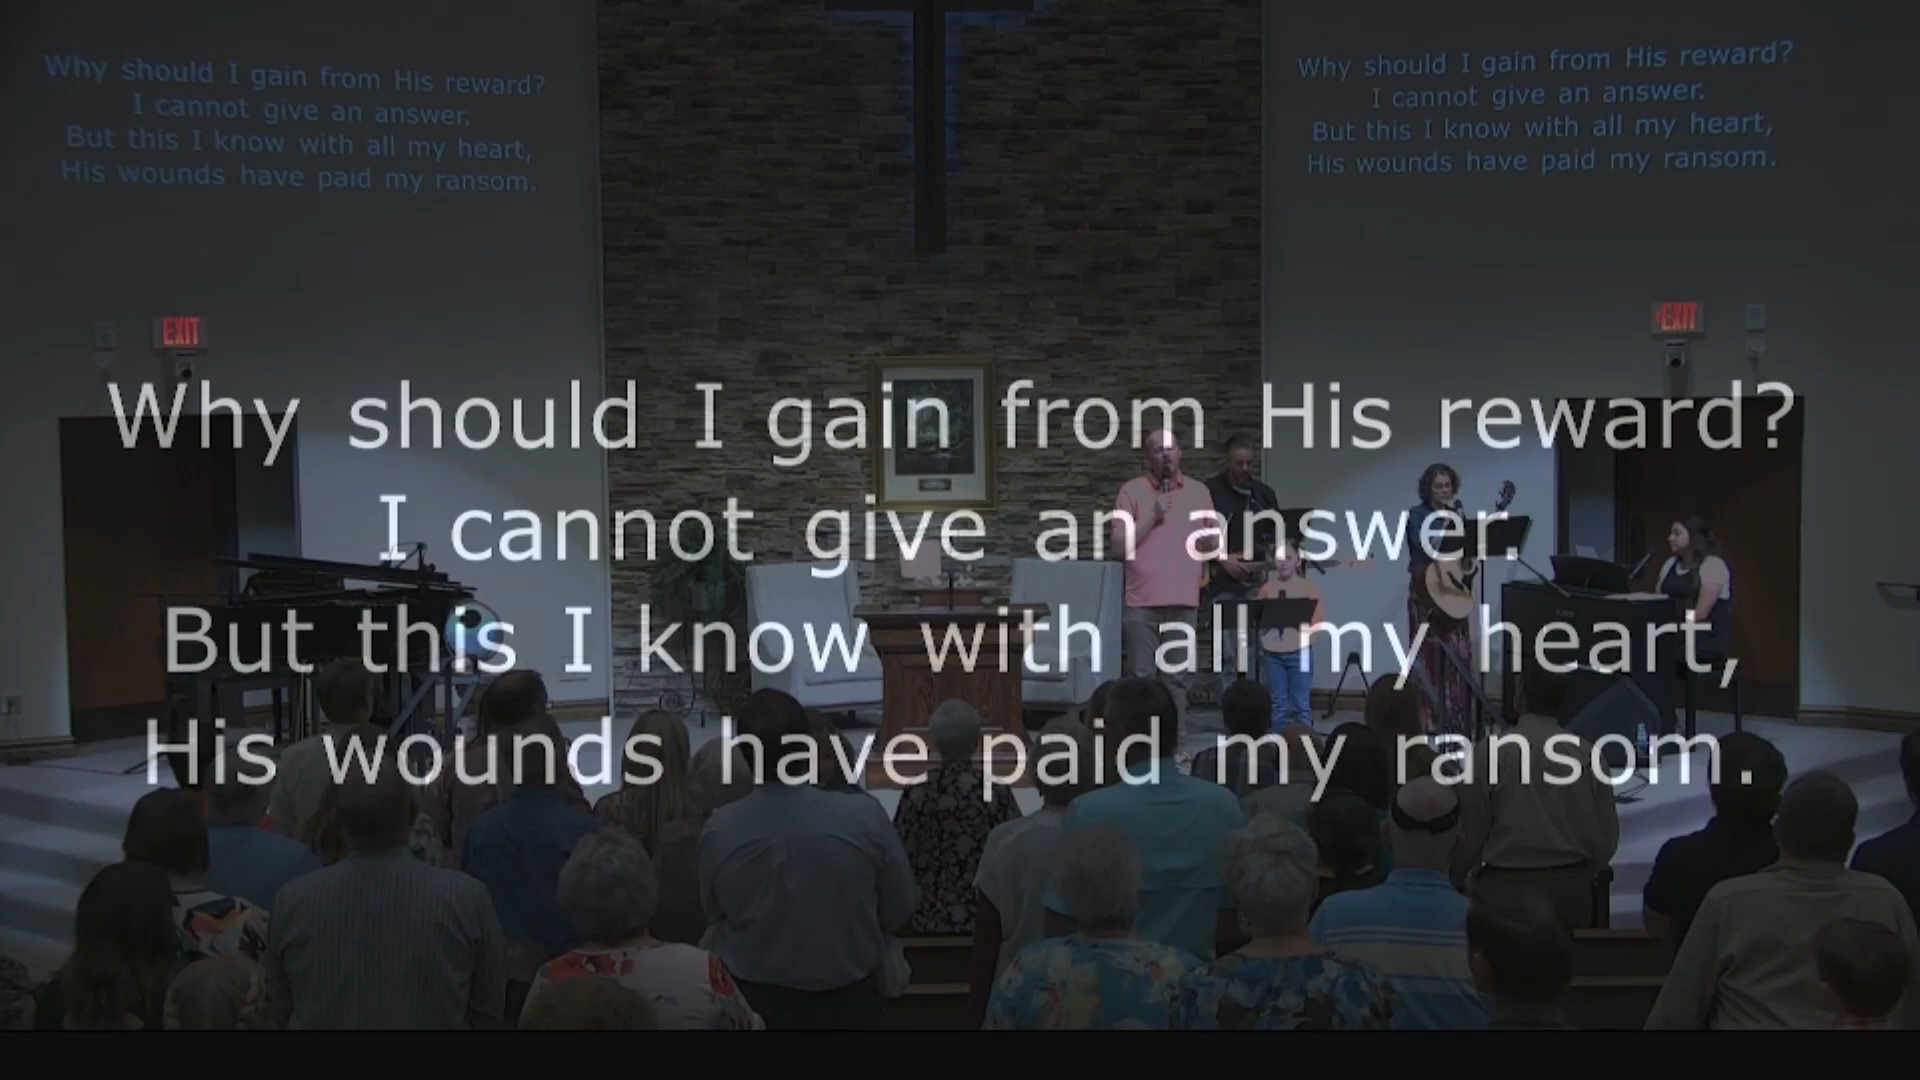 Why should I gain from His reward?
I cannot give an answer.
But this I know with all my heart,
His wounds have paid my ransom.
Why should I gain from His reward?
I cannot give an answer.
But this I know with all my heart,
His wounds have paid my ransom.
EXIT
EXIT
Why should I gain from His reward?
I cannot give an answer.
But this I know with all my heart,
His wounds have paid my ransom.